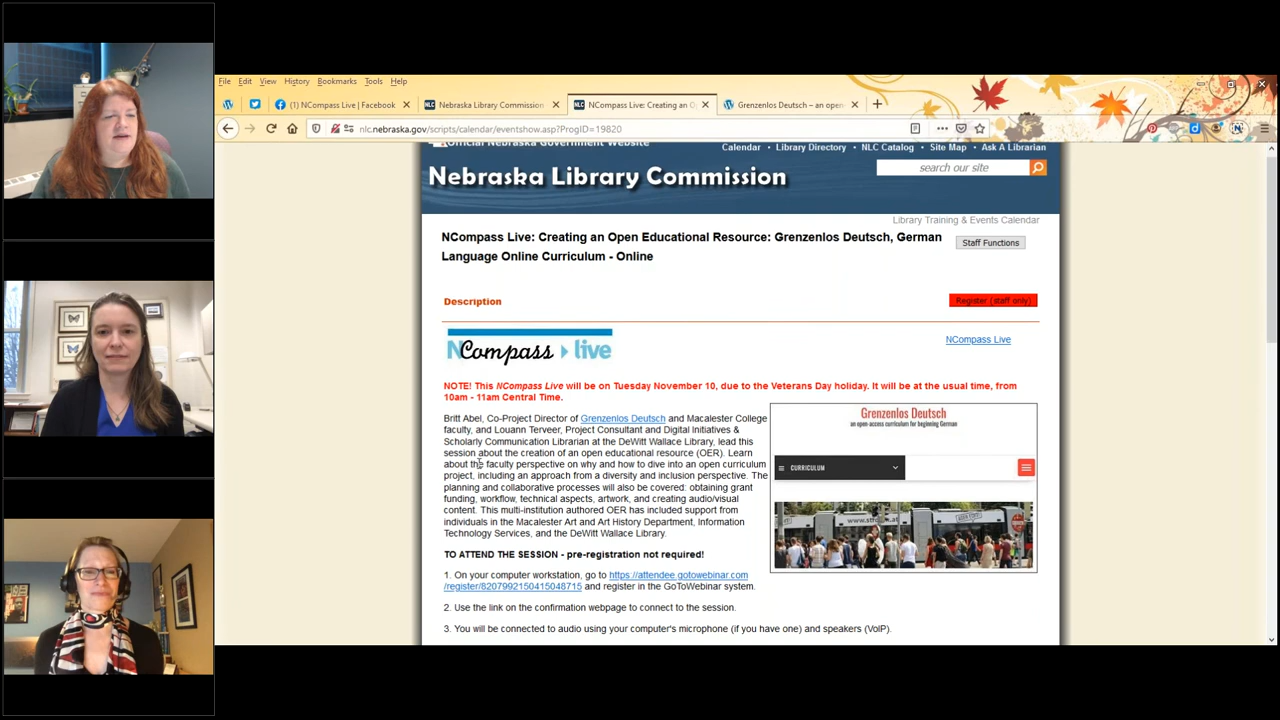 File Edit View History Bookmarks Tools Help
(1) NCompass Live | Facebook
Nebraska Library Commission
NCompass Live: Creating an O
Grenzenlos Deutsch – an open
nlc.nebraska.gov/scripts/calendar/eventshow.asp?ProgID=19820
Official Nebraska Government Website
Calendar • Library Directory • NLC Catalog • Site Map • Ask A Librarian
Nebraska Library Commission
search our site
Library Training & Events Calendar
NCompass Live: Creating an Open Educational Resource: Grenzenlos Deutsch, German
Language Online Curriculum - Online
Staff Functions
Description
Register (staff only)
NCompass live
NCompass Live
NOTE! This NCompass Live will be on Tuesday November 10, due to the Veterans Day holiday. It will be at the usual time, from
10am - 11am Central Time.
Britt Abel, Co-Project Director of Grenzenlos Deutsch and Macalester College
faculty, and Louann Terveer, Project Consultant and Digital Initiatives &
Scholarly Communication Librarian at the DeWitt Wallace Library, lead this
session about the creation of an open educational resource (OER). Learn
about the faculty perspective on why and how to dive into an open curriculum
project, including an approach from a diversity and inclusion perspective. The
planning and collaborative processes will also be covered: obtaining grant
funding, workflow, technical aspects, artwork, and creating audio/visual
content. This multi-institution authored OER has included support from
individuals in the Macalester Art and Art History Department, Information
Technology Services, and the DeWitt Wallace Library.
Grenzenlos Deutsch
an open-access curriculum for beginning German
CURRICULUM
TO ATTEND THE SESSION - pre-registration not required!
1. On your computer workstation, go to https://attendee.gotowebinar.com
/register/8207992150415048715 and register in the GoToWebinar system.
2. Use the link on the confirmation webpage to connect to the session.
3. You will be connected to audio using your computer's microphone (if you have one) and speakers (VoIP).